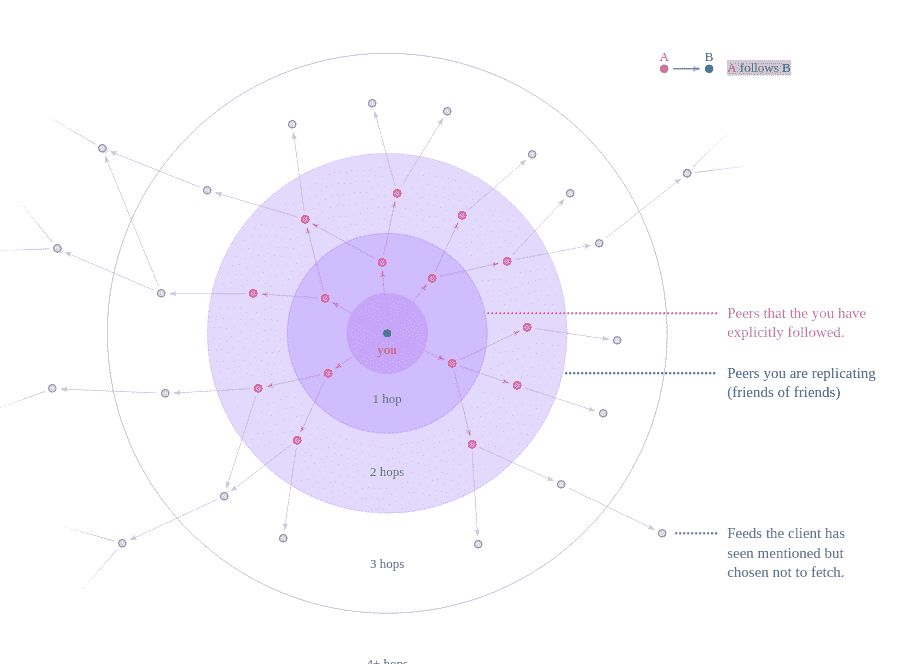 A B
A follows B
Peers that the you have
explicitly followed.
you
Peers you are replicating
(friends of friends)
1 hop
2 hops
Feeds the client has
seen mentioned but
chosen not to fetch.
3 hops
4+ hops